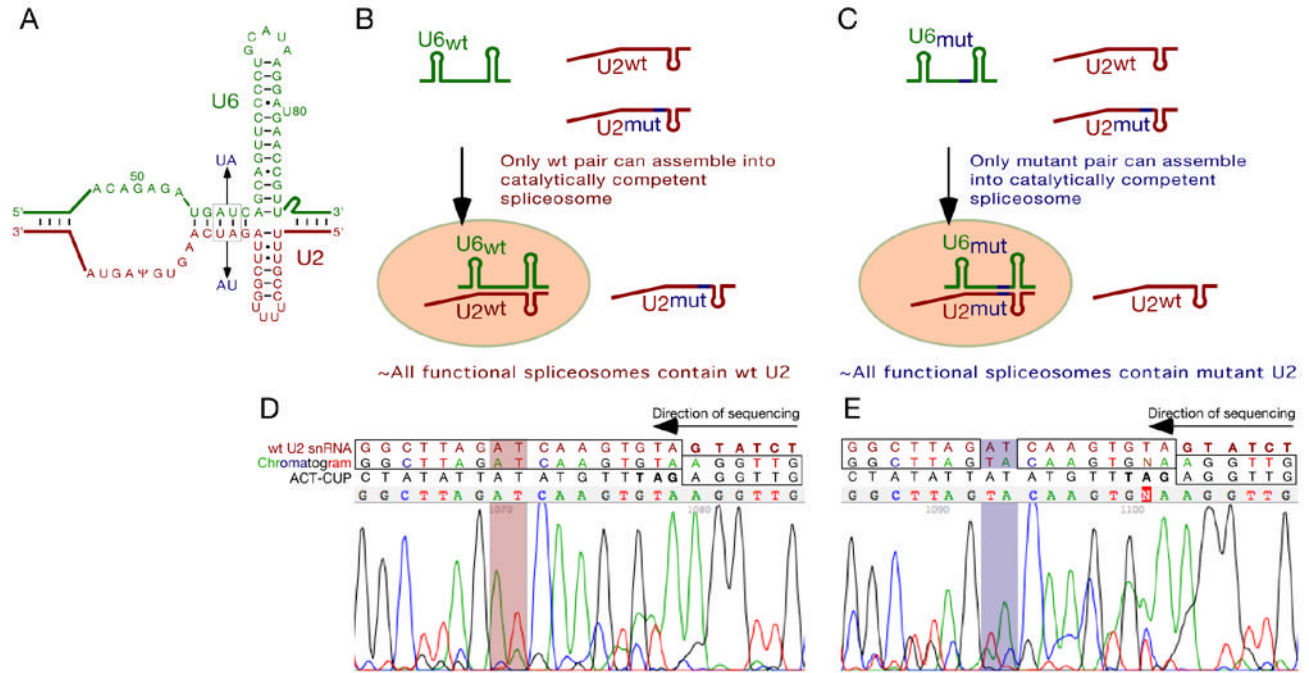 A
B
C
U6
U80
UA
50
ACAGAGA
5'
3'
3'
5'
U2
AU
AUGAΨUGU
U6wt
U2wt
U2mut
Only wt pair can assemble into
catalytically competent
spliceosome
U6wt
U2wt
U2mut
~All functional spliceosomes contain wt U2
U6mut
U2wt
U2mut
Only mutant pair can assemble
into catalytically competent
spliceosome
U6mut
U2mut
U2wt
~All functional spliceosomes contain mutant U2
D
Direction of sequencing
wt U2 snRNA G G C T T A G A T C A A G T G T A G T A T C T
Chromatogram G G C T T A G A T C A A G T G T A A G G T T G
ACT-CUP C T A T A T T A T A T G T T T A G A G G T T G
G G C T T A G A T C A A G T G T A A G G T T G
1070 1080
E
Direction of sequencing
G G C T T A G A T C A A G T G T A G T A T C T
G G C T T A G T A C A A G T G N A A G G T T G
C T A T A T T A T A T G T T T A G A G G T T G
G G C T T A G T A C A A G T G N A A G G T T G
1090 1100